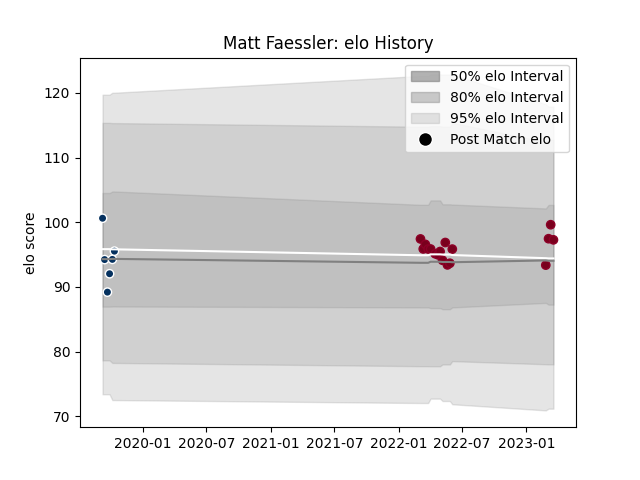 Matt Faessler: elo History
50% elo Interval
80% elo Interval
95% elo Interval
Post Match elo
elo score
120
110
100
90
80
70
2020-01
2020-07
2021-01
2021-07
2022-01
2022-07
2023-01